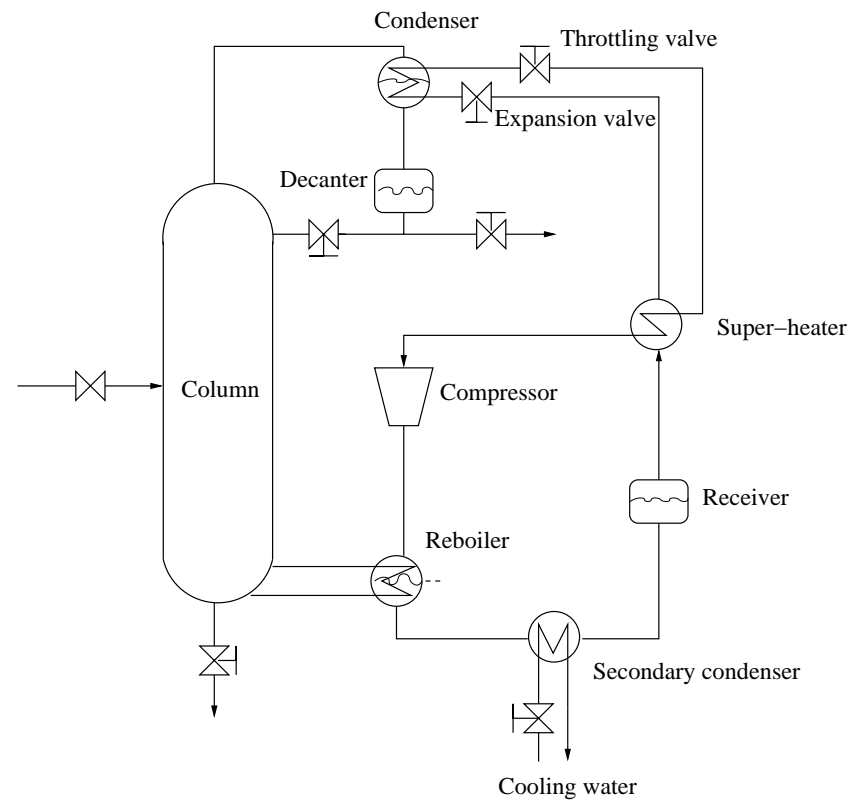 Condenser
Throttling valve
Expansion valve
Decanter
Super−heater
Column
Compressor
Receiver
Reboiler
Secondary condenser
Cooling water